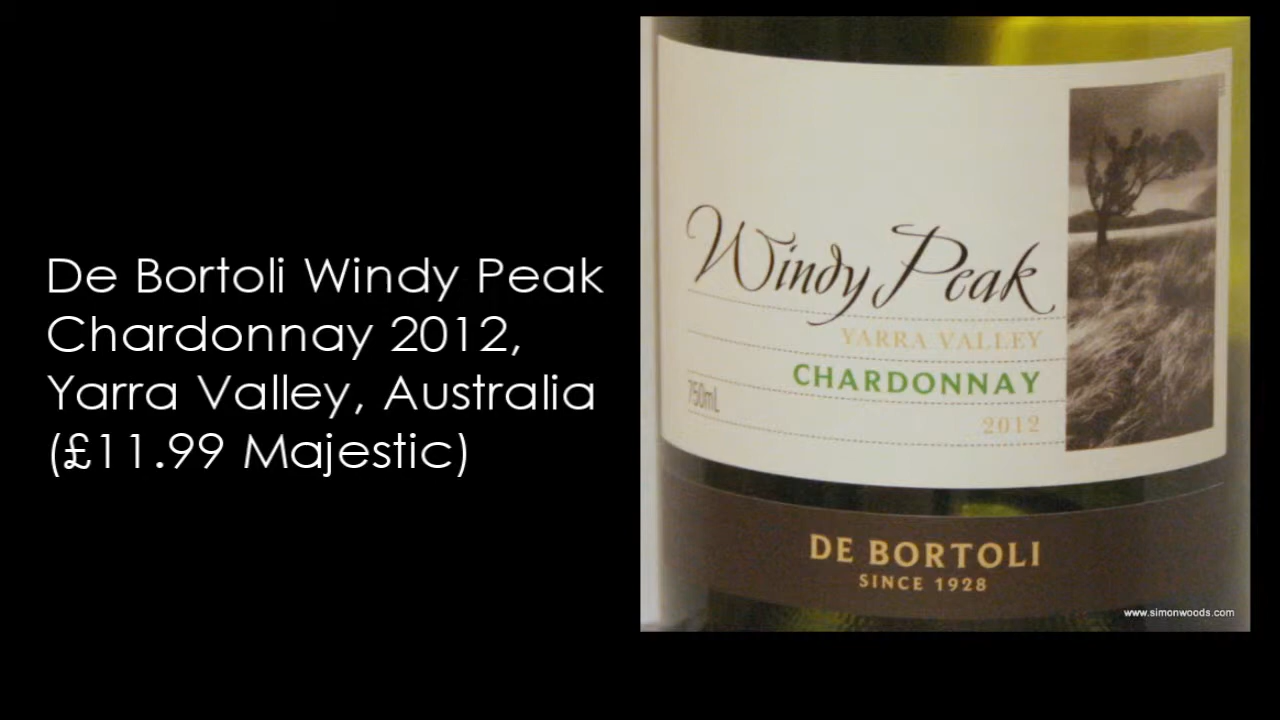 De Bortoli Windy Peak
Chardonnay 2012,
Yarra Valley, Australia
(£11.99 Majestic)
Windy Peak
YARRA VALLEY
CHARDONNAY
750mL
2012
DE BORTOLI
SINCE 1928
www.simonwoods.com